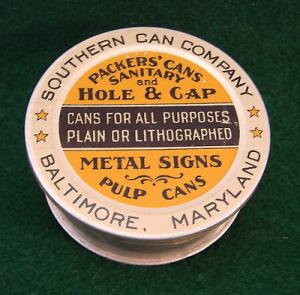 SOUTHERN CAN COMPANY
PACKERS' CANS
SANITARY
and
HOLE & CAP
CANS FOR ALL PURPOSES
PLAIN OR LITHOGRAPHED
METAL SIGNS
PULP CANS
BALTIMORE, MARYLAND